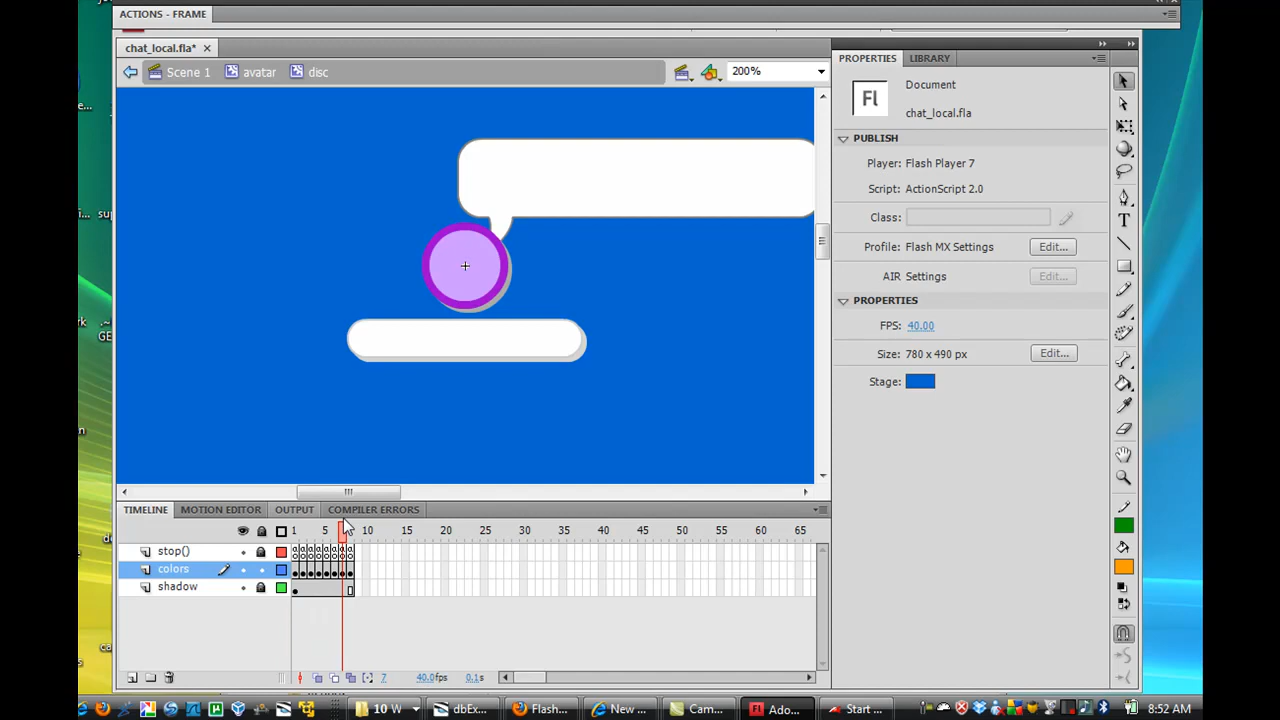 ACTIONS - FRAME
chat_local.fla* ×
Scene 1 avatar disc 200%
PROPERTIES LIBRARY
Fl Document
chat_local.fla
PUBLISH
Player: Flash Player 7
Script: ActionScript 2.0
Class:
Profile: Flash MX Settings Edit...
AIR Settings Edit...
PROPERTIES
FPS: 40.00
Size: 780 x 490 px Edit...
Stage:
TIMELINE MOTION EDITOR OUTPUT COMPILER ERRORS
1 5 10 15 20 25 30 35 40 45 50 55 60 65
stop()
colors
shadow
7 40.0fps 0.1s
10 W dbEx... Flash... New ... Cam... Ado... Start ... 8:52 AM